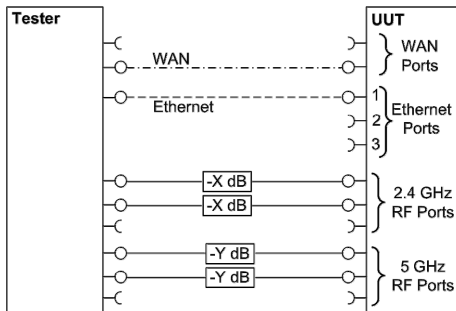 Tester
UUT
WAN
WAN
Ports
Ethernet
1
2
3
Ethernet
Ports
-X dB
-X dB
2.4 GHz
RF Ports
-Y dB
-Y dB
5 GHz
RF Ports